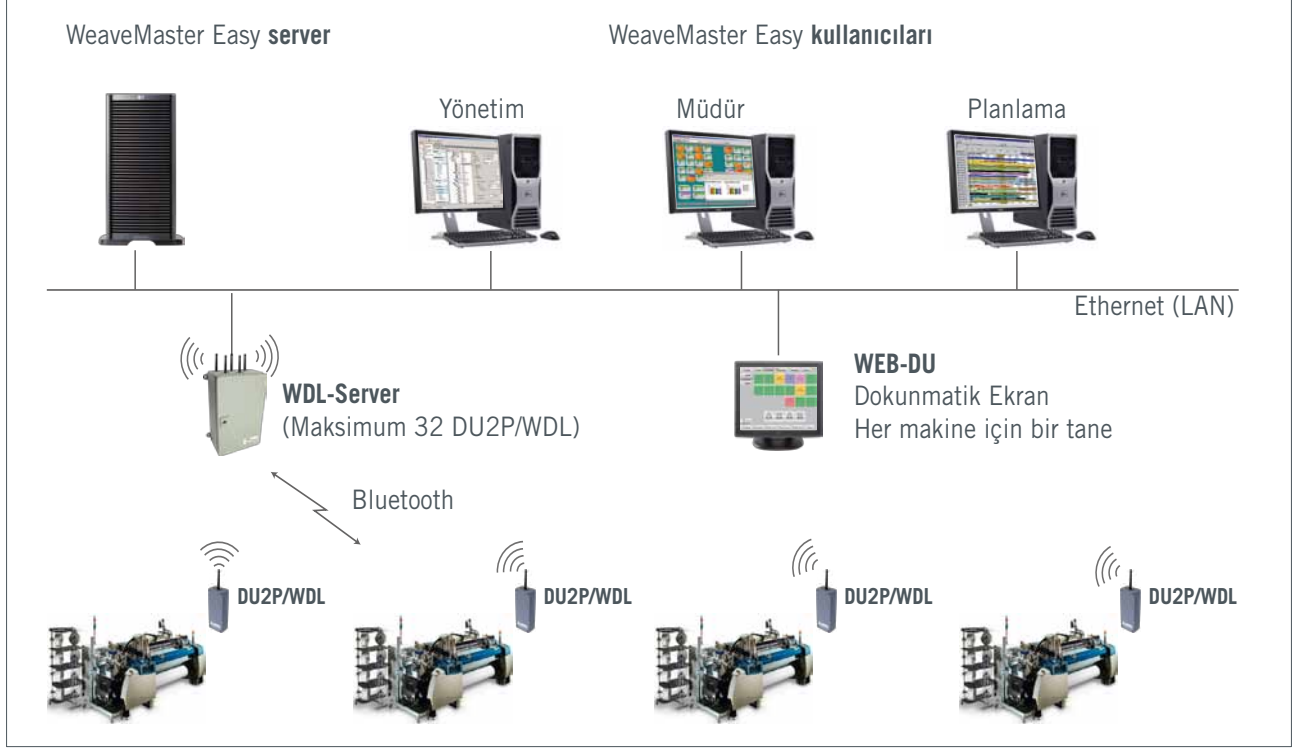 WeaveMaster Easy server
WeaveMaster Easy kullanıcıları
Yönetim
Müdür
Planlama
Ethernet (LAN)
WDL-Server
(Maksimum 32 DU2P/WDL)
WEB-DU
Dokunmatik Ekran
Her makine için bir tane
Bluetooth
DU2P/WDL
DU2P/WDL
DU2P/WDL
DU2P/WDL